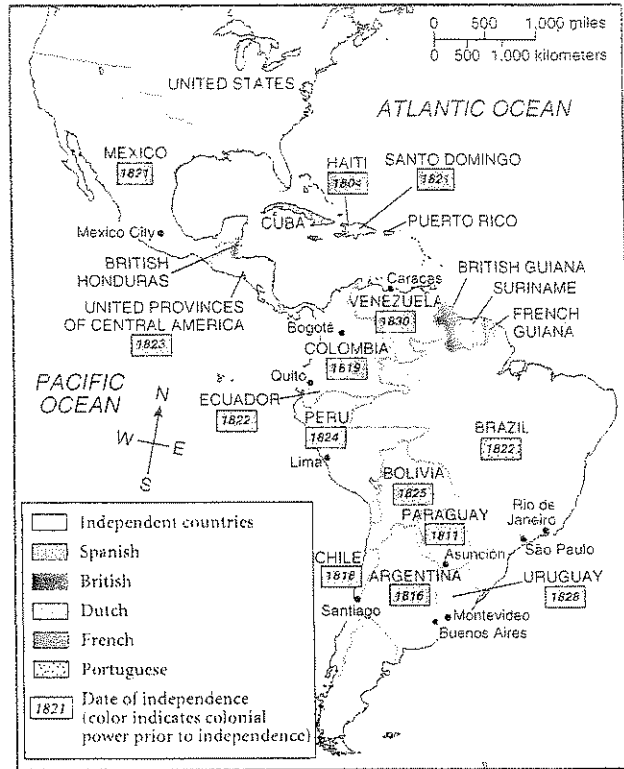 0 500 1,000 miles
0 500 1,000 kilometers
UNITED STATES
ATLANTIC OCEAN
MEXICO
1821
HAITI
1804
SANTO DOMINGO
1821
CUBA
PUERTO RICO
Mexico City
BRITISH
HONDURAS
Caracas
BRITISH GUIANA
SURINAME
FRENCH
GUIANA
UNITED PROVINCES
OF CENTRAL AMERICA
1823
VENEZUELA
1830
Bogotá
COLOMBIA
1819
PACIFIC
OCEAN
Quito
ECUADOR
1822
N
W
E
S
PERU
1824
Lima
BRAZIL
1822
BOLIVIA
1825
PARAGUAY
1811
Rio de
Janeiro
São Paulo
Asunción
CHILE
1818
ARGENTINA
1816
URUGUAY
1828
Santiago
Montevideo
Buenos Aires
Independent countries
Spanish
British
Dutch
French
Portuguese
1821 Date of independence
(color indicates colonial
power prior to independence)